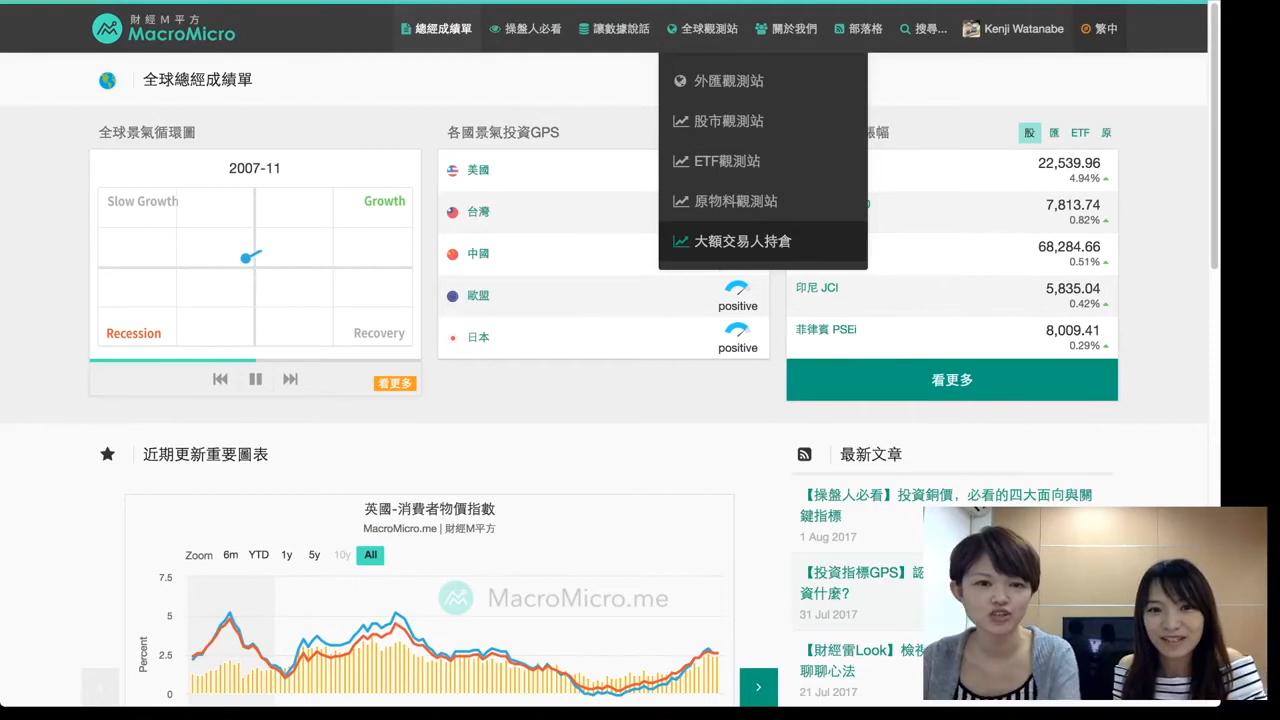 財經M平方
MacroMicro
總經成績單
操盤人必看
讓數據說話
全球觀測站
關於我們
部落格
搜尋...
Kenji Watanabe
繁中
外匯觀測站
股市觀測站
ETF觀測站
原物料觀測站
大額交易人持倉
全球總經成績單
全球景氣循環圖
2007-11
Slow Growth
Growth
Recession
Recovery
看更多
各國景氣投資GPS
美國
台灣
中國
歐盟
positive
日本
positive
漲幅
股 匯 ETF 原
22,539.96
4.94%
7,813.74
0.82%
68,284.66
0.51%
印尼 JCI
5,835.04
0.42%
菲律賓 PSEi
8,009.41
0.29%
看更多
近期更新重要圖表
英國-消費者物價指數
MacroMicro.me | 財經M平方
Zoom 6m YTD 1y 5y 10y All
7.5
5
2.5
0
Percent
MacroMicro.me
最新文章
【操盤人必看】投資銅價，必看的四大面向與關
鍵指標
1 Aug 2017
【投資指標GPS】認
資什麼?
31 Jul 2017
【財經雷Look】檢視
聊聊心法
21 Jul 2017